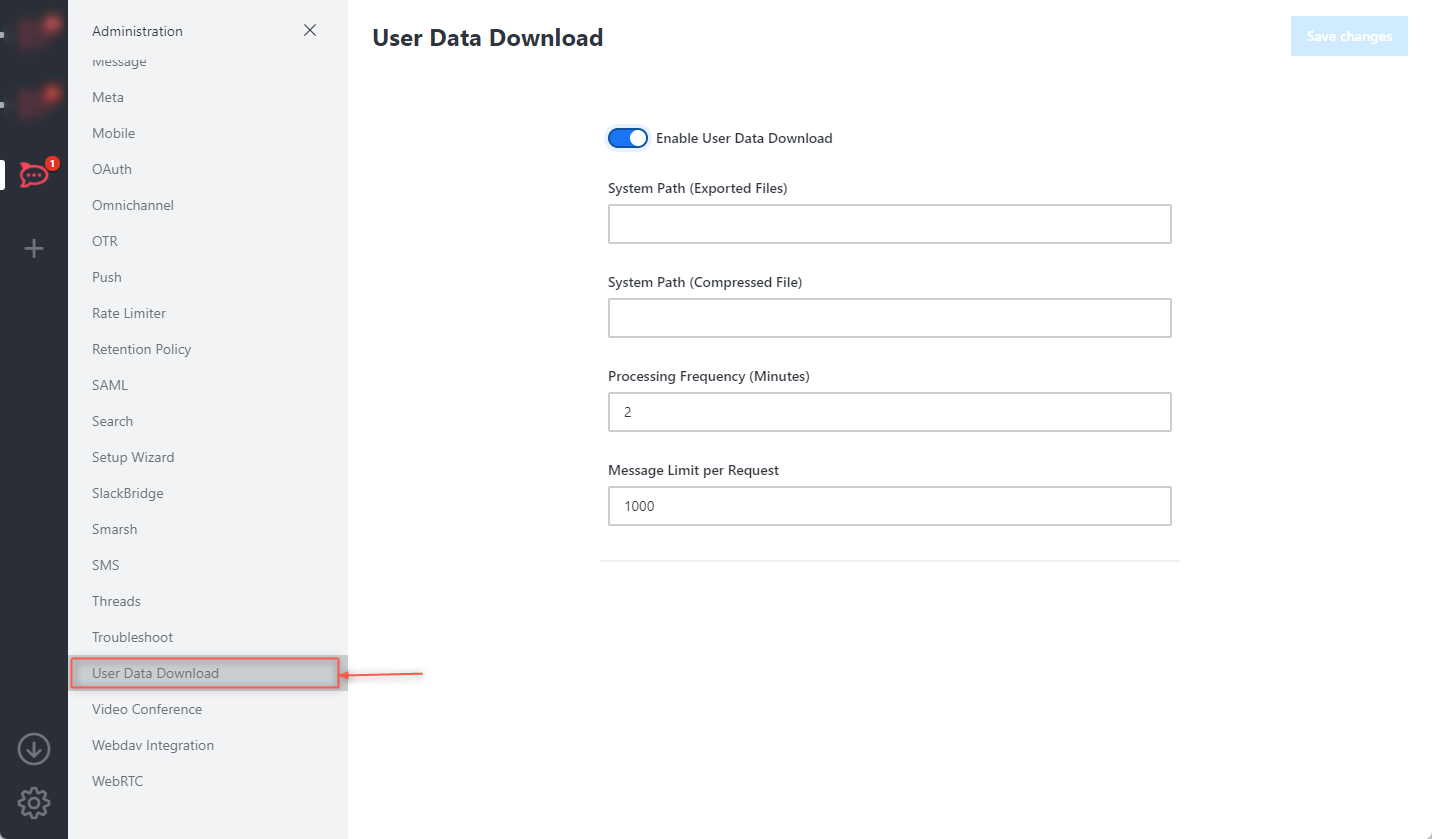 Administration
Message
Meta
Mobile
OAuth
Omnichannel
OTR
Push
Rate Limiter
Retention Policy
SAML
Search
Setup Wizard
SlackBridge
Smarsh
SMS
Threads
Troubleshoot
User Data Download
Video Conference
Webdav Integration
WebRTC
1
User Data Download
Save changes
Enable User Data Download
System Path (Exported Files)
System Path (Compressed File)
Processing Frequency (Minutes)
2
Message Limit per Request
1000